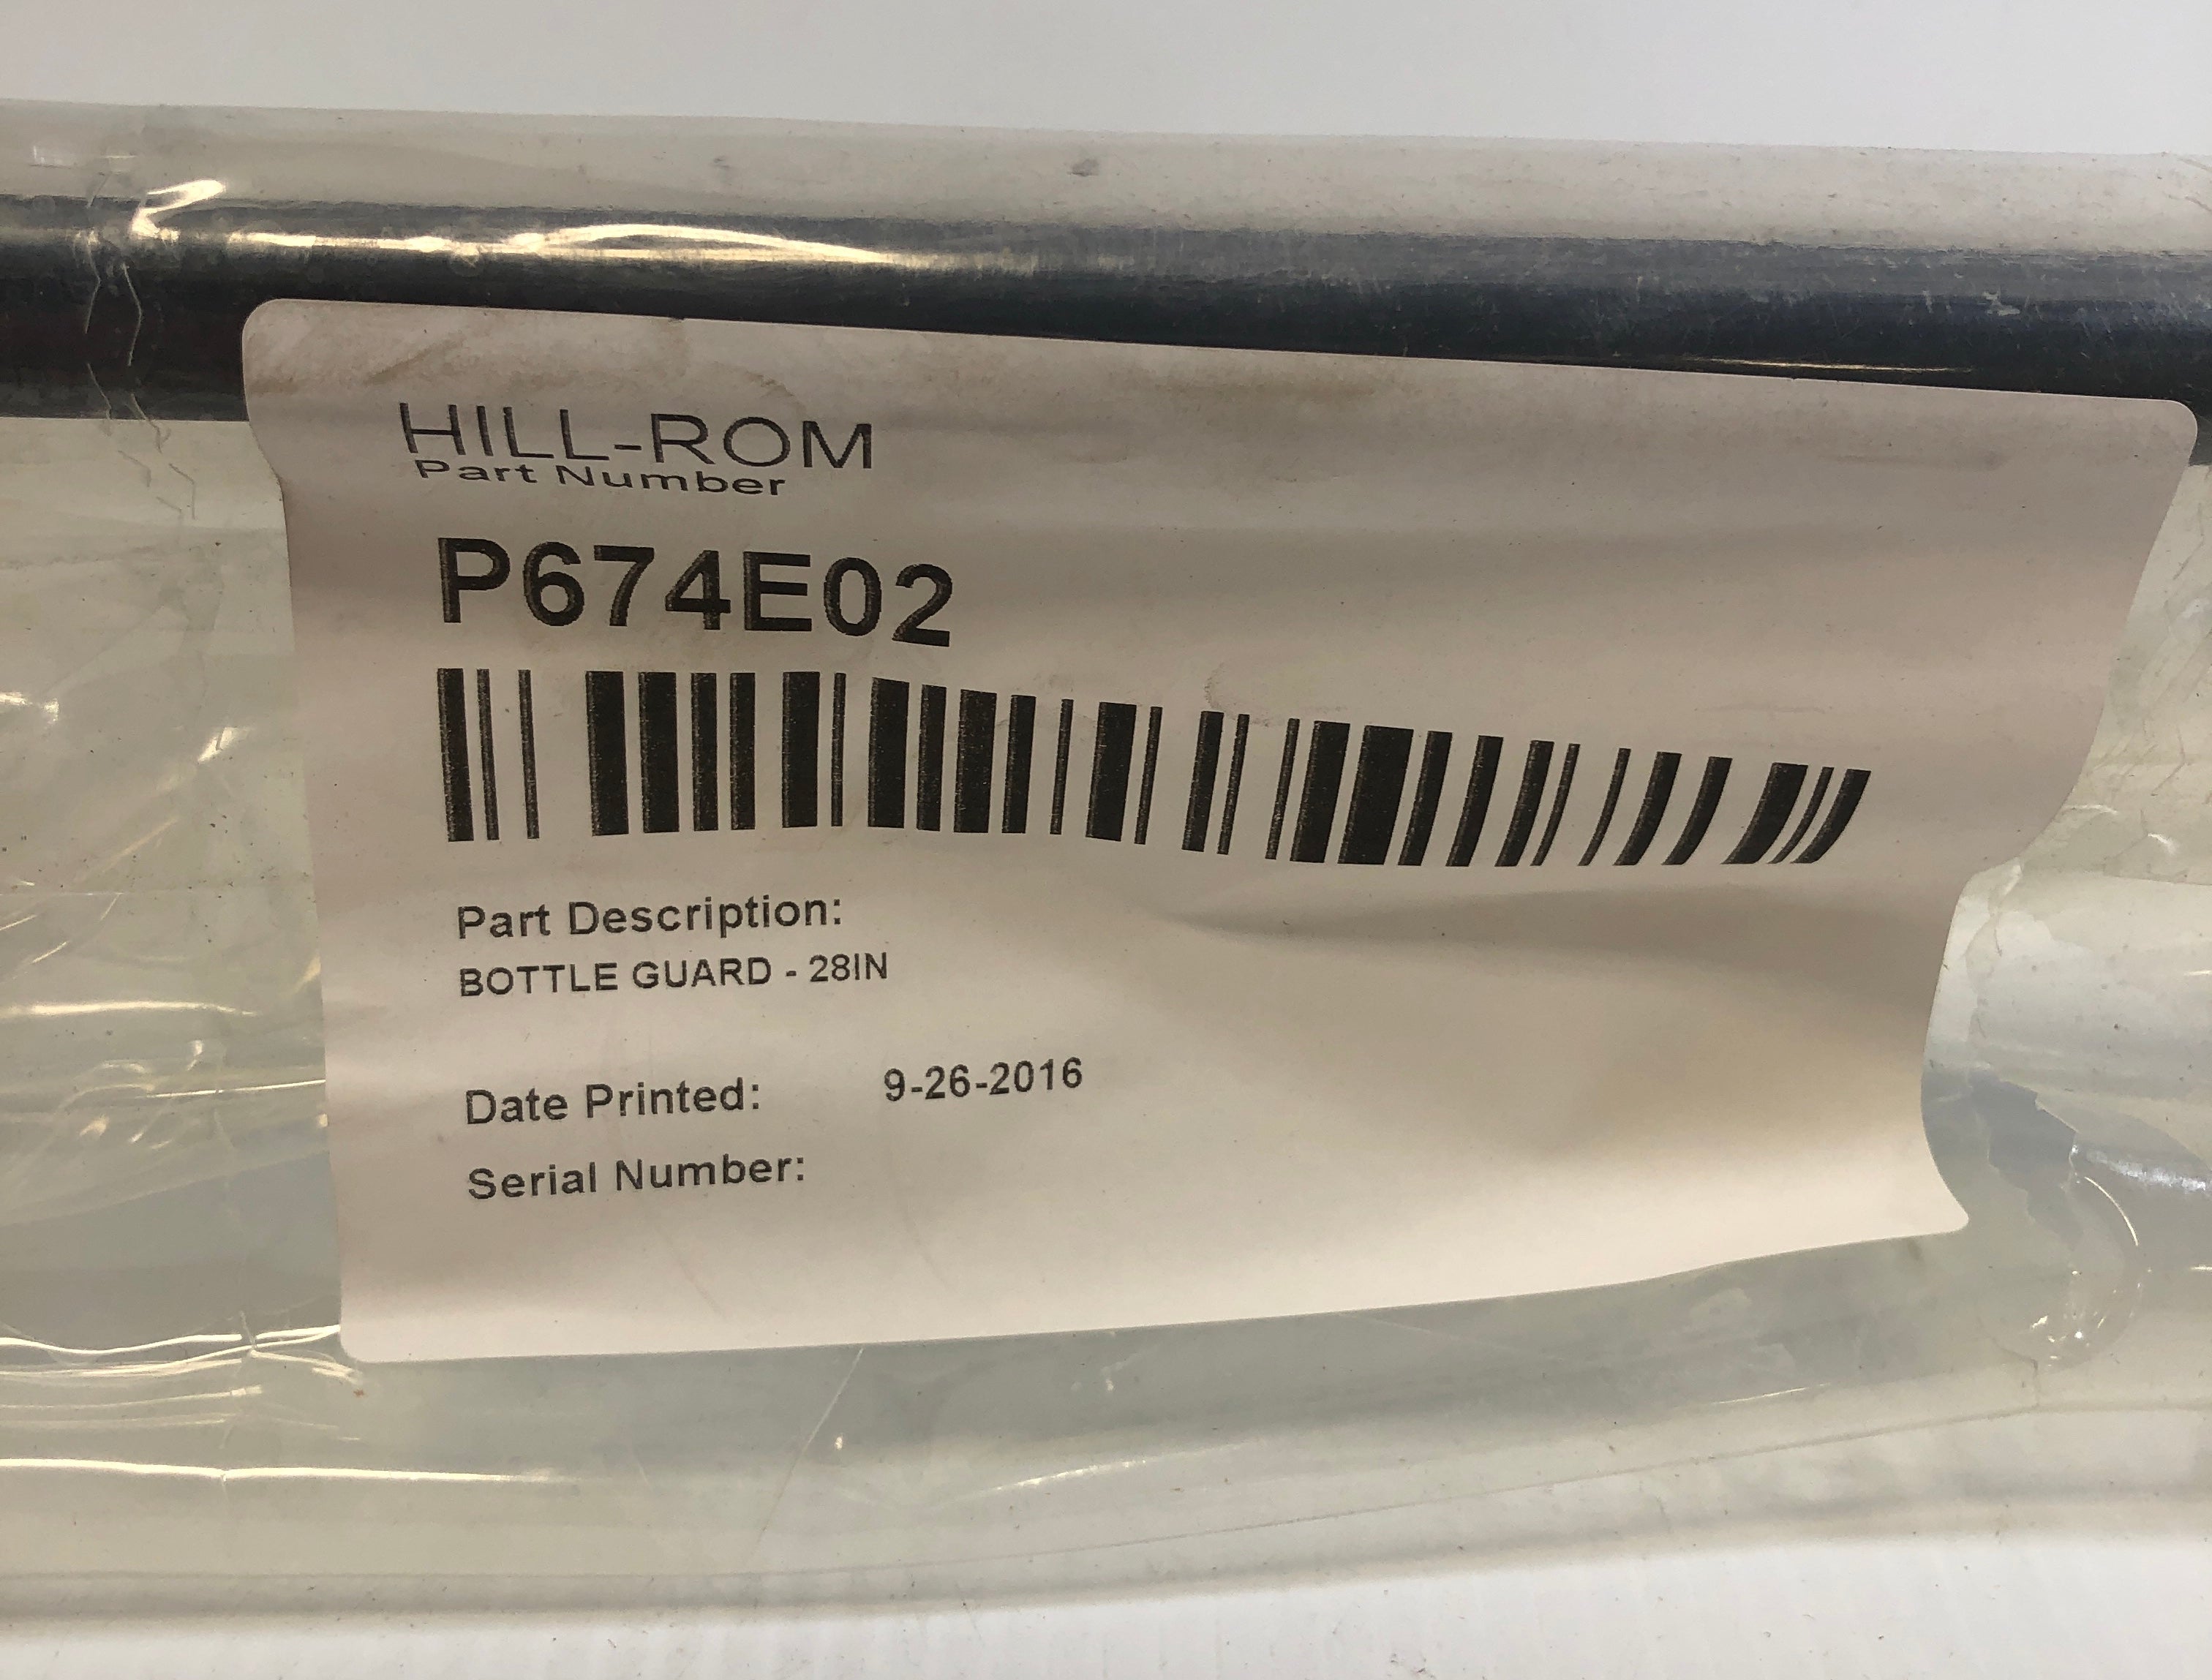 HILL-ROM
Part Number
P674E02
Part Description:
BOTTLE GUARD - 28IN
Date Printed: 9-26-2016
Serial Number: